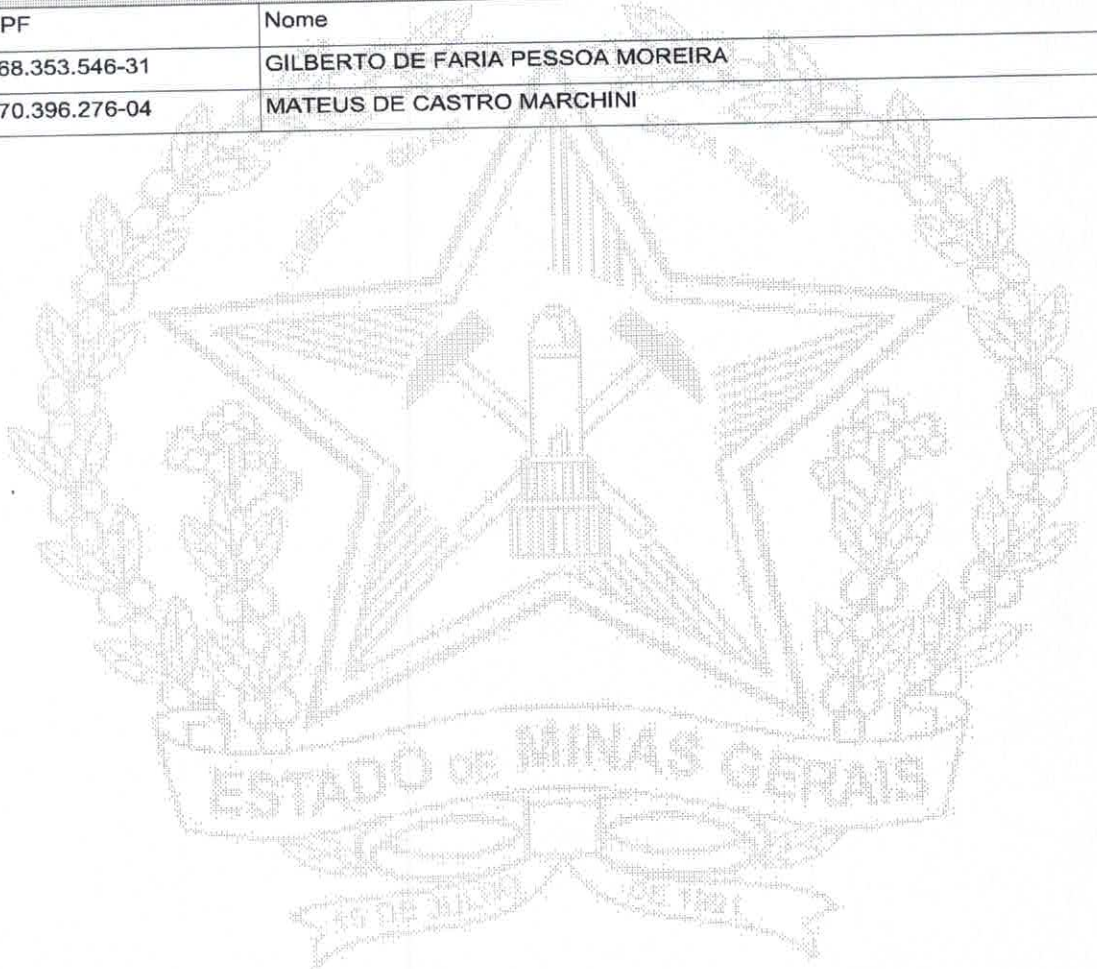 PF Nome
68.353.546-31 GILBERTO DE FARIA PESSOA MOREIRA
70.396.276-04 MATEUS DE CASTRO MARCHINI
ESTADO DE MINAS GERAIS